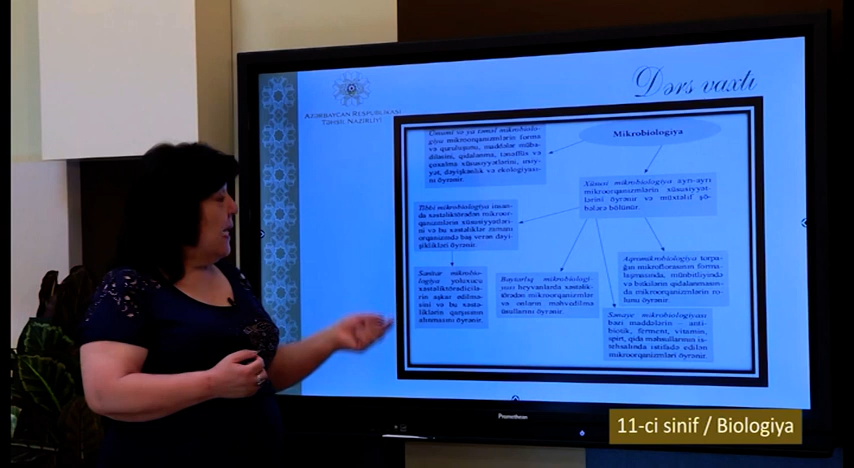 Dərs vaxtı
AZƏRBAYCAN RESPUBLİKASI
TƏHSİL NAZİRLİYİ
Mikrobiologiya
Ümumi və ya təməl mikrobiolo-
giya mikroorqanizmlərin forma
və quruluşunu, maddələr müba-
diləsini, qidalanma, tənəffüs və
çoxalma xüsusiyyətlərini, irsiy-
yət, dəyişkənlik və ekologiyası-
nı öyrənir.
Xüsusi mikrobiologiya ayrı-ayrı
mikroorqanizmlərin xüsusiyyət-
lərini öyrənir və müxtəlif şö-
bələrə bölünür.
Tibbi mikrobiologiya insan-
da xəstəliktörədən mikroor-
qanizmlərin xüsusiyyətləri-
ni və bu xəstəliklər zamanı
orqanizmdə baş verən dəyi-
şiklikləri öyrənir.
Sanitar mikrobio-
logiya yoluxucu
xəstəliktörədicilə-
rin aşkar edilmə-
sini və bu xəstə-
liklərin qarşısının
alınmasını öyrənir.
Baytarlıq mikrobiologi-
yası heyvanlarda xəstəlik-
törədən mikroorqanizmlər
və onların məhvedilmə
üsullarını öyrənir.
Aqromikrobiologiya torpa-
ğın mikroflorasının forma-
laşmasında, münbitliyində
və bitkilərin qidalanmasın-
da mikroorqanizmlərin ro-
lunu öyrənir.
Sənaye mikrobiologiyası
bəzi maddələrin – anti-
biotik, ferment, vitamin,
spirt, qida məhsullarının is-
tehsalında istifadə edilən
mikroorqanizmləri öyrənir.
Promethean
11-ci sinif / Biologiya